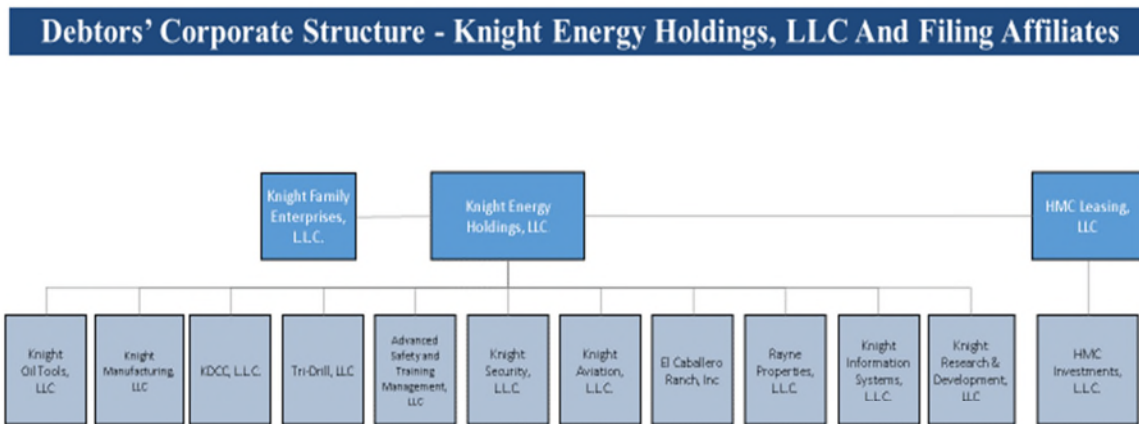 Debtors’ Corporate Structure - Knight Energy Holdings, LLC And Filing Affiliates
Knight Family
Enterprises,
L.L.C.
Knight Energy
Holdings, LLC
HMC Leasing,
LLC
Knight
Oil Tools,
LLC
Knight
Manufacturing,
LLC
KDCC, L.L.C.
Tri-Drill, LLC
Advanced
Safety and
Training
Management,
LLC
Knight
Security,
L.L.C.
Knight
Aviation,
L.L.C.
El Caballero
Ranch, Inc
Rayne
Properties,
L.L.C.
Knight
Information
Systems,
L.L.C.
Knight
Research &
Development,
LLC
HMC
Investments,
L.L.C.